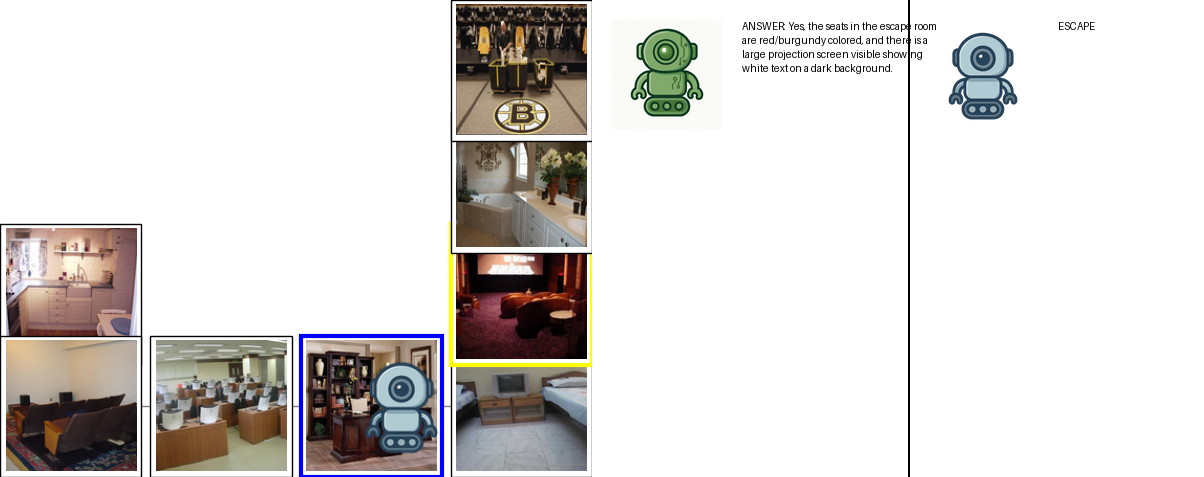 ANSWER: Yes, the seats in the escape room
are red/burgundy colored, and there is a
large projection screen visible showing
white text on a dark background.
ESCAPE
B